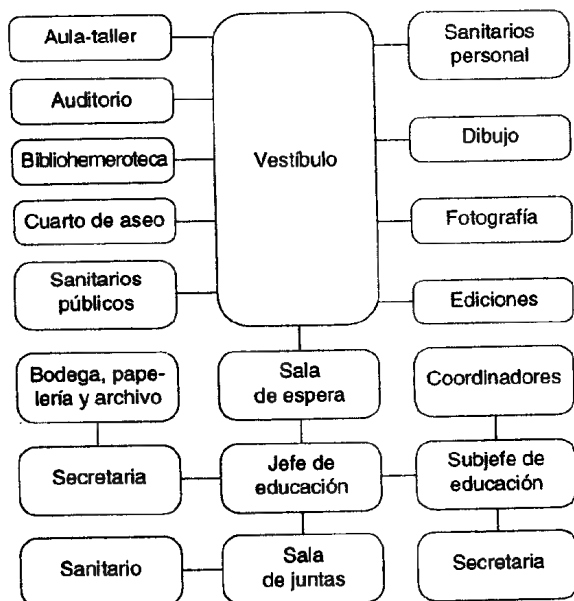 Aula-taller
Auditorio
Bibliohemeroteca
Cuarto de aseo
Sanitarios
públicos
Vestíbulo
Sanitarios
personal
Dibujo
Fotografía
Ediciones
Bodega, pape-
lería y archivo
Sala
de espera
Coordinadores
Secretaria
Jefe de
educación
Subjefe de
educación
Sanitario
Sala
de juntas
Secretaria